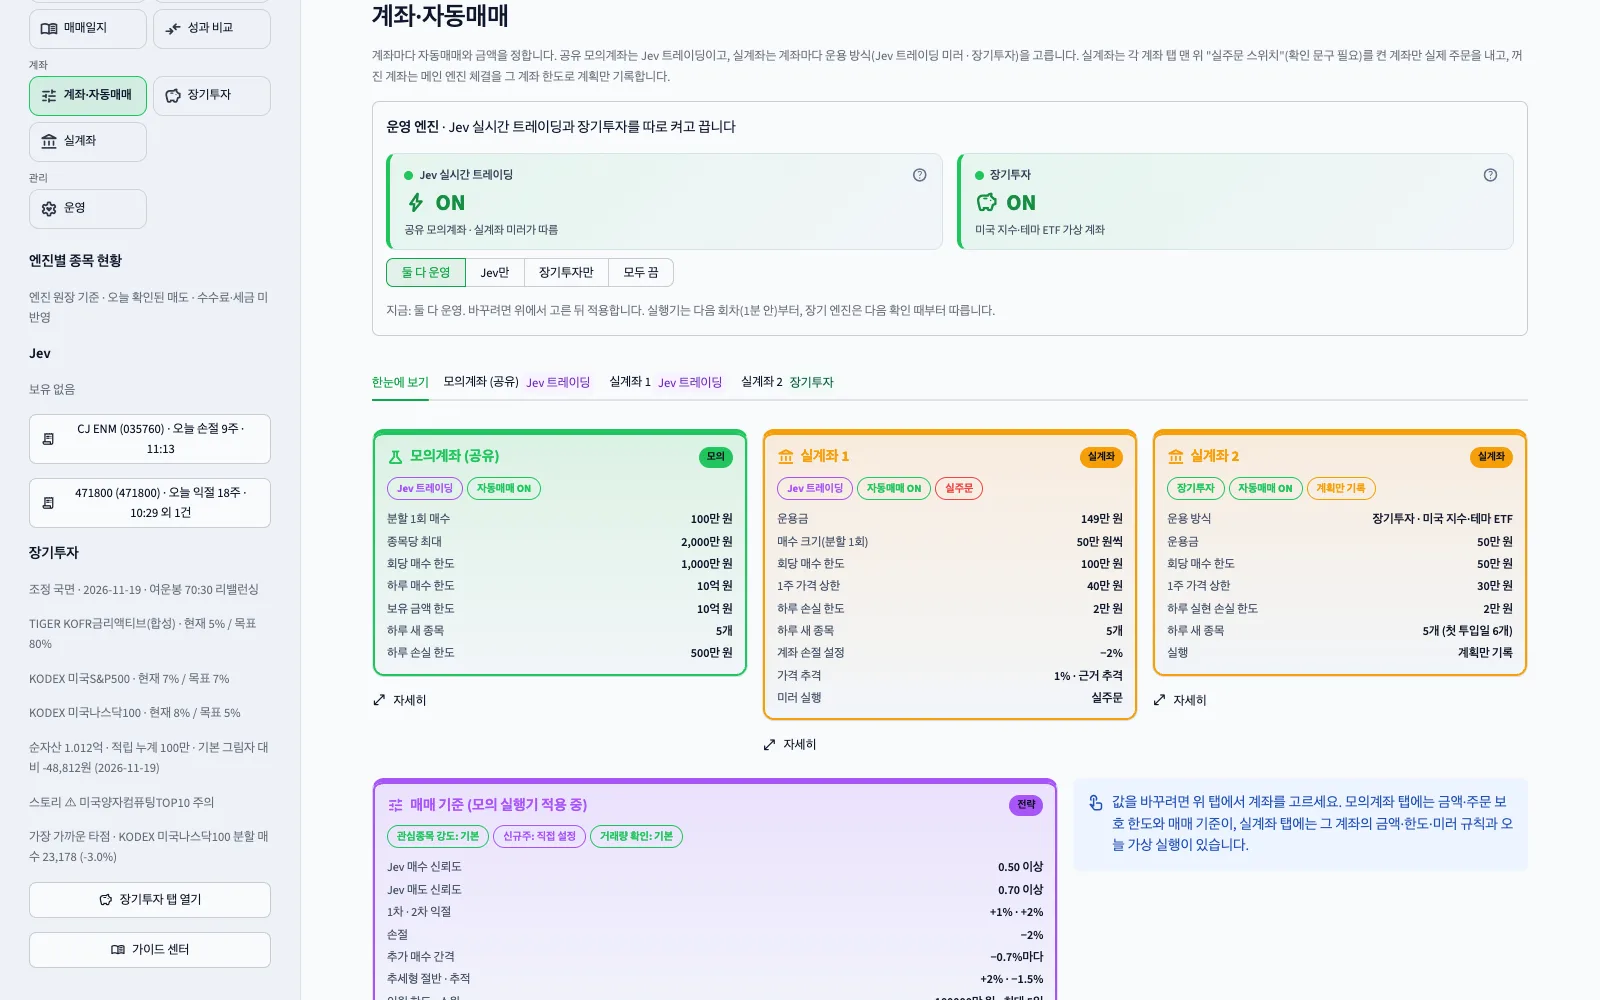 매매일지
성과 비교
계좌
계좌·자동매매
장기투자
실계좌
관리
운영
엔진별 종목 현황
엔진 원장 기준 · 오늘 확인된 매도 · 수수료·세금 미
반영
Jev
보유 없음
CJ ENM (035760) · 오늘 손절 9주 ·
11:13
471800 (471800) · 오늘 익절 18주 ·
10:29 외 1건
장기투자
조정 국면 · 2026-11-19 · 여운봉 70:30 리밸런싱
TIGER KOFR금리액티브(합성) · 현재 5% / 목표
80%
KODEX 미국S&P500 · 현재 7% / 목표 7%
KODEX 미국나스닥100 · 현재 8% / 목표 5%
순자산 1.012억 · 적립 누계 100만 · 기본 그림자 대
비 -48,812원 (2026-11-19)
스토리 ⚠ 미국양자컴퓨팅TOP10 주의
가장 가까운 타점 · KODEX 미국나스닥100 분할 매
수 23,178 (-3.0%)
장기투자 탭 열기
가이드 센터
계좌·자동매매
계좌마다 자동매매와 금액을 정합니다. 공유 모의계좌는 Jev 트레이딩이고, 실계좌는 계좌마다 운용 방식(Jev 트레이딩 미러 · 장기투자)을 고릅니다. 실계좌는 각 계좌 탭 맨 위 "실주문 스위치"(확인 문구 필요)를 켠 계좌만 실제 주문을 내고, 꺼
진 계좌는 메인 엔진 체결을 그 계좌 한도로 계획만 기록합니다.
운영 엔진 · Jev 실시간 트레이딩과 장기투자를 따로 켜고 끕니다
Jev 실시간 트레이딩
ON
공유 모의계좌 · 실계좌 미러가 따름
장기투자
ON
미국 지수·테마 ETF 가상 계좌
둘 다 운영
Jev만
장기투자만
모두 끔
지금: 둘 다 운영. 바꾸려면 위에서 고른 뒤 적용합니다. 실행기는 다음 회차(1분 안)부터, 장기 엔진은 다음 확인 때부터 따릅니다.
한눈에 보기
모의계좌 (공유) Jev 트레이딩
실계좌 1 Jev 트레이딩
실계좌 2 장기투자
모의계좌 (공유)
모의
Jev 트레이딩
자동매매 ON
분할 1회 매수 100만 원
종목당 최대 2,000만 원
회당 매수 한도 1,000만 원
하루 매수 한도 10억 원
보유 금액 한도 10억 원
하루 새 종목 5개
하루 손실 한도 500만 원
자세히
실계좌 1
실계좌
Jev 트레이딩
자동매매 ON
실주문
운용금 149만 원
매수 크기(분할 1회) 50만 원씩
회당 매수 한도 100만 원
1주 가격 상한 40만 원
하루 손실 한도 2만 원
하루 새 종목 5개
계좌 손절 설정 −2%
가격 추격 1% · 근거 추격
미러 실행 실주문
자세히
실계좌 2
실계좌
장기투자
자동매매 ON
계획만 기록
운용 방식 장기투자 · 미국 지수·테마 ETF
운용금 50만 원
회당 매수 한도 50만 원
1주 가격 상한 30만 원
하루 실현 손실 한도 2만 원
하루 새 종목 5개 (첫 투입일 6개)
실행 계획만 기록
자세히
매매 기준 (모의 실행기 적용 중)
전략
관심종목 강도: 기본
신규주: 직접 설정
거래량 확인: 기본
Jev 매수 신뢰도 0.50 이상
Jev 매도 신뢰도 0.70 이상
1차 · 2차 익절 +1% · +2%
손절 −2%
추가 매수 간격 −0.7%마다
추세형 절반 · 추적 +2% · −1.5%
값을 바꾸려면 위 탭에서 계좌를 고르세요. 모의계좌 탭에는 금액·주문 보
호 한도와 매매 기준이, 실계좌 탭에는 그 계좌의 금액·한도·미러 규칙과 오
늘 가상 실행이 있습니다.